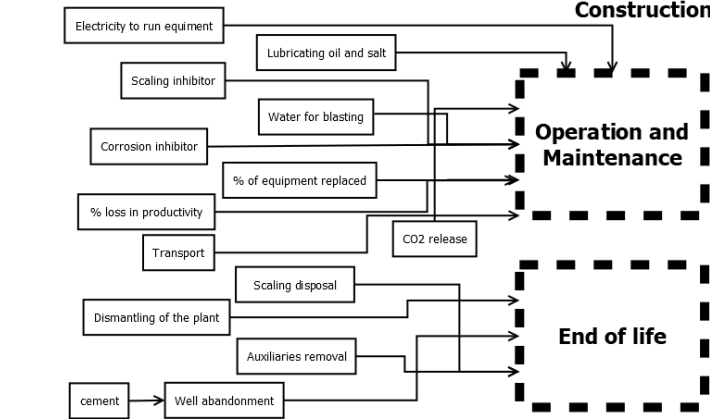 Construction
Electricity to run equiment
Lubricating oil and salt
Scaling inhibitor
Water for blasting
Operation and
Maintenance
Corrosion inhibitor
% of equipment replaced
% loss in productivity
CO2 release
Transport
Scaling disposal
Dismantling of the plant
End of life
Auxiliaries removal
cement
Well abandonment